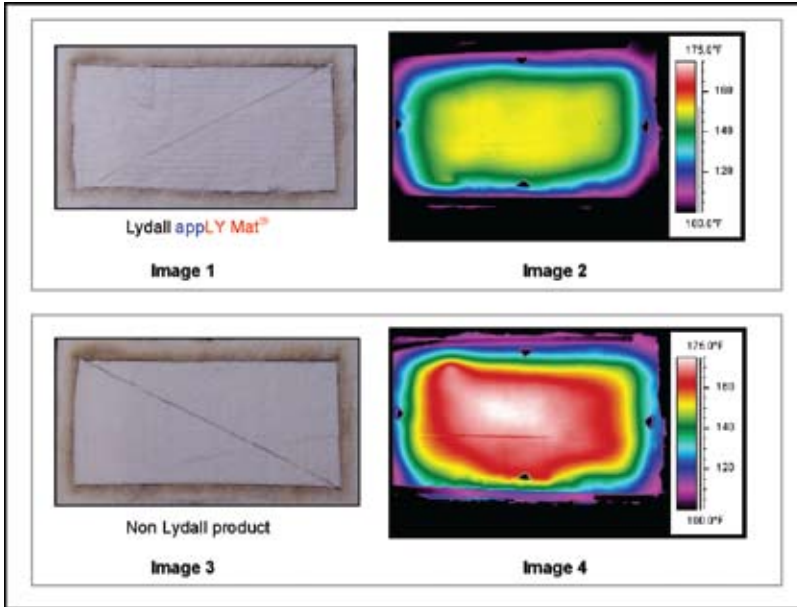 175.0°F
160
140
120
100.0°F
Lydall appLY Mat®
Image 1
Image 2
175.0°F
160
140
120
100.0°F
Non Lydall product
Image 3
Image 4